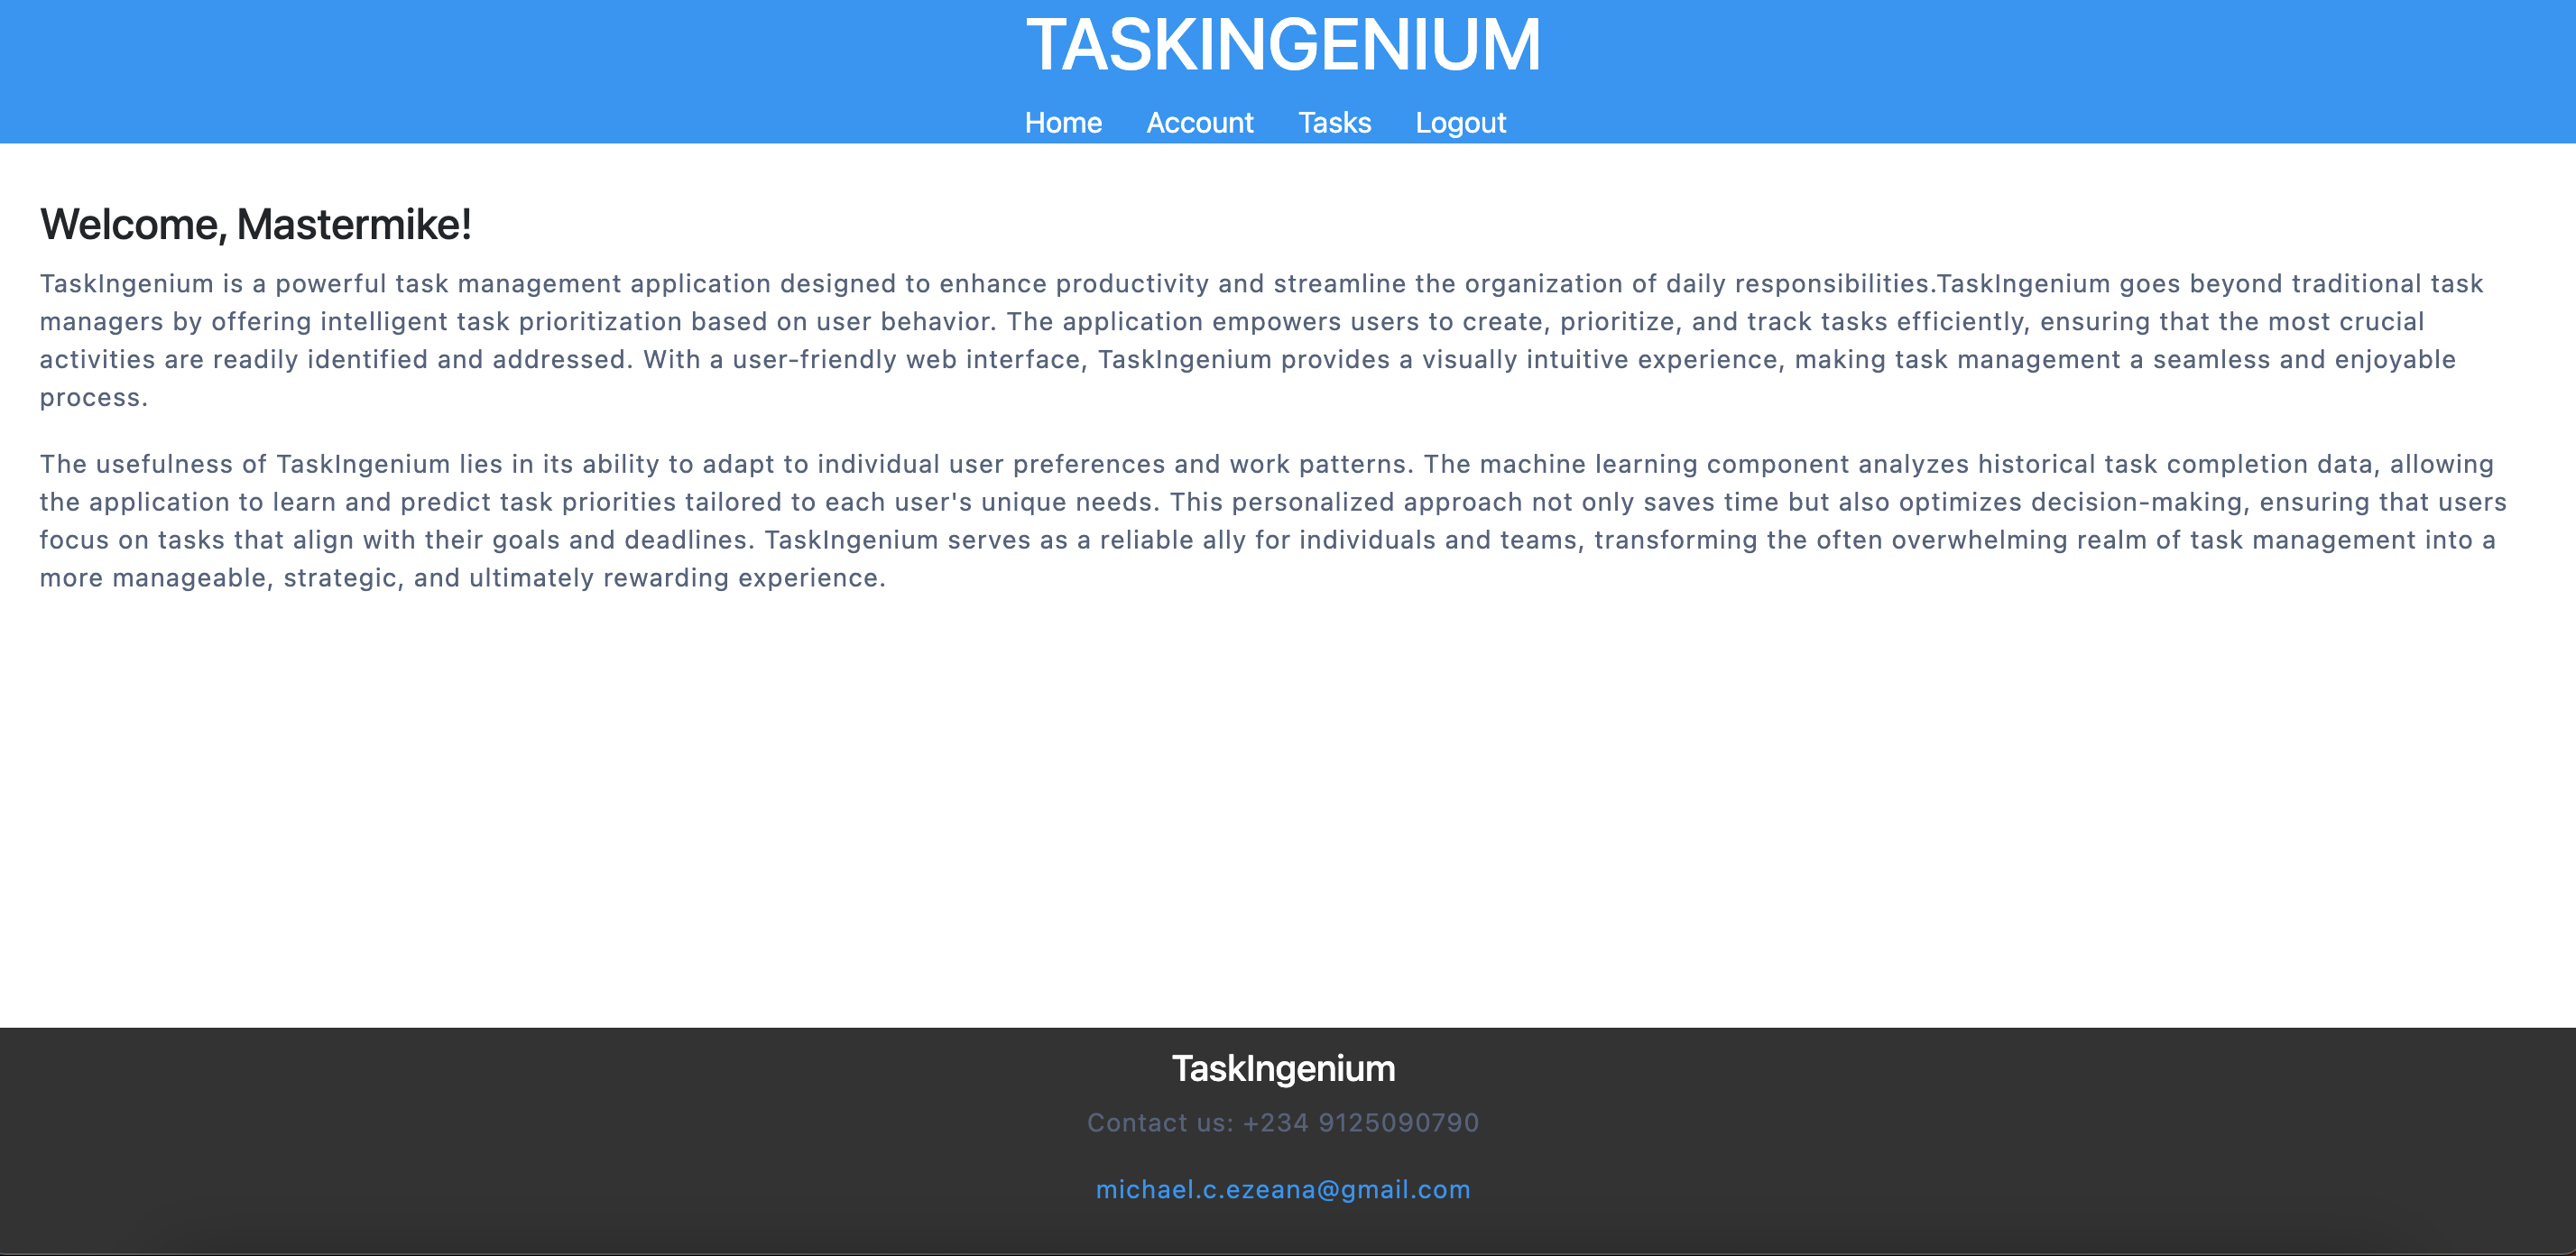 TASKINGENIUM
Home Account Tasks Logout
Welcome, Mastermike!
TaskIngenium is a powerful task management application designed to enhance productivity and streamline the organization of daily responsibilities.TaskIngenium goes beyond traditional task
managers by offering intelligent task prioritization based on user behavior. The application empowers users to create, prioritize, and track tasks efficiently, ensuring that the most crucial
activities are readily identified and addressed. With a user-friendly web interface, TaskIngenium provides a visually intuitive experience, making task management a seamless and enjoyable
process.
The usefulness of TaskIngenium lies in its ability to adapt to individual user preferences and work patterns. The machine learning component analyzes historical task completion data, allowing
the application to learn and predict task priorities tailored to each user's unique needs. This personalized approach not only saves time but also optimizes decision-making, ensuring that users
focus on tasks that align with their goals and deadlines. TaskIngenium serves as a reliable ally for individuals and teams, transforming the often overwhelming realm of task management into a
more manageable, strategic, and ultimately rewarding experience.
TaskIngenium
Contact us: +234 9125090790
michael.c.ezeana@gmail.com